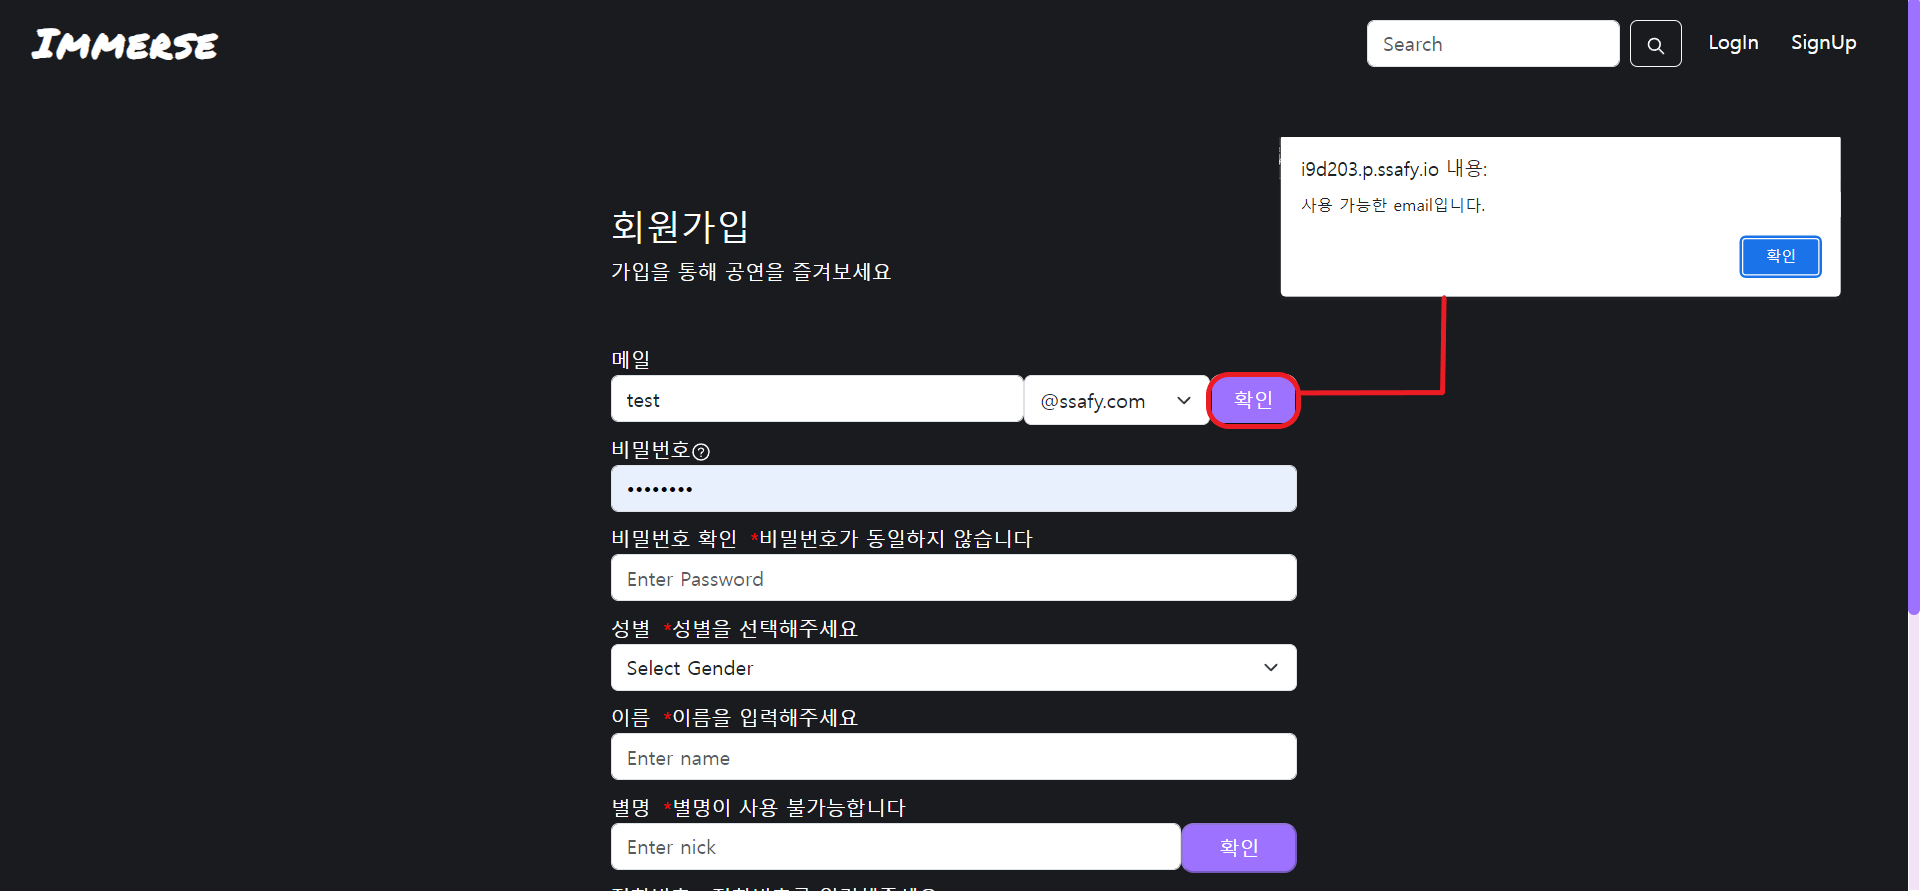 IMMERSE
Search
LogIn
SignUp
i9d203.p.ssafy.io 내용:
사용 가능한 email입니다.
확인
회원가입
가입을 통해 공연을 즐겨보세요
메일
test
@ssafy.com
확인
비밀번호
••••••••
비밀번호 확인 *비밀번호가 동일하지 않습니다
Enter Password
성별 *성별을 선택해주세요
Select Gender
이름 *이름을 입력해주세요
Enter name
별명 *별명이 사용 불가능합니다
Enter nick
확인